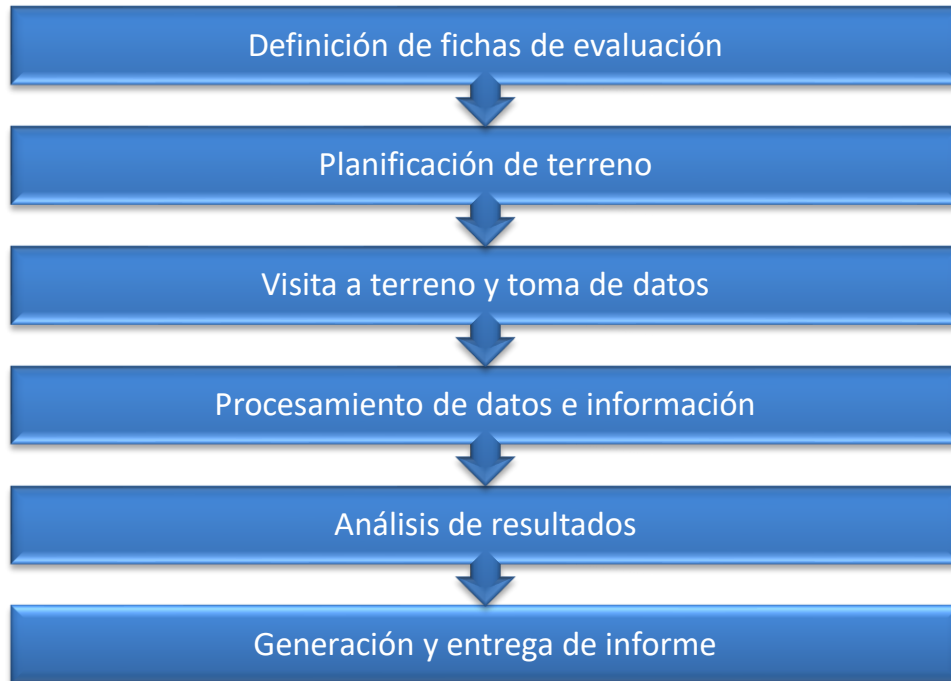 Definición de fichas de evaluación
Planificación de terreno
Visita a terreno y toma de datos
Procesamiento de datos e información
Análisis de resultados
Generación y entrega de informe